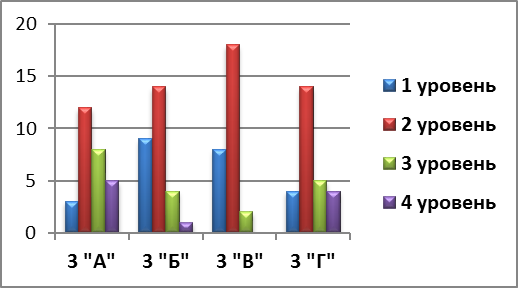 20
15
10
5
0
3 "А" 3 "Б" 3 "В" 3 "Г"
1 уровень
2 уровень
3 уровень
4 уровень